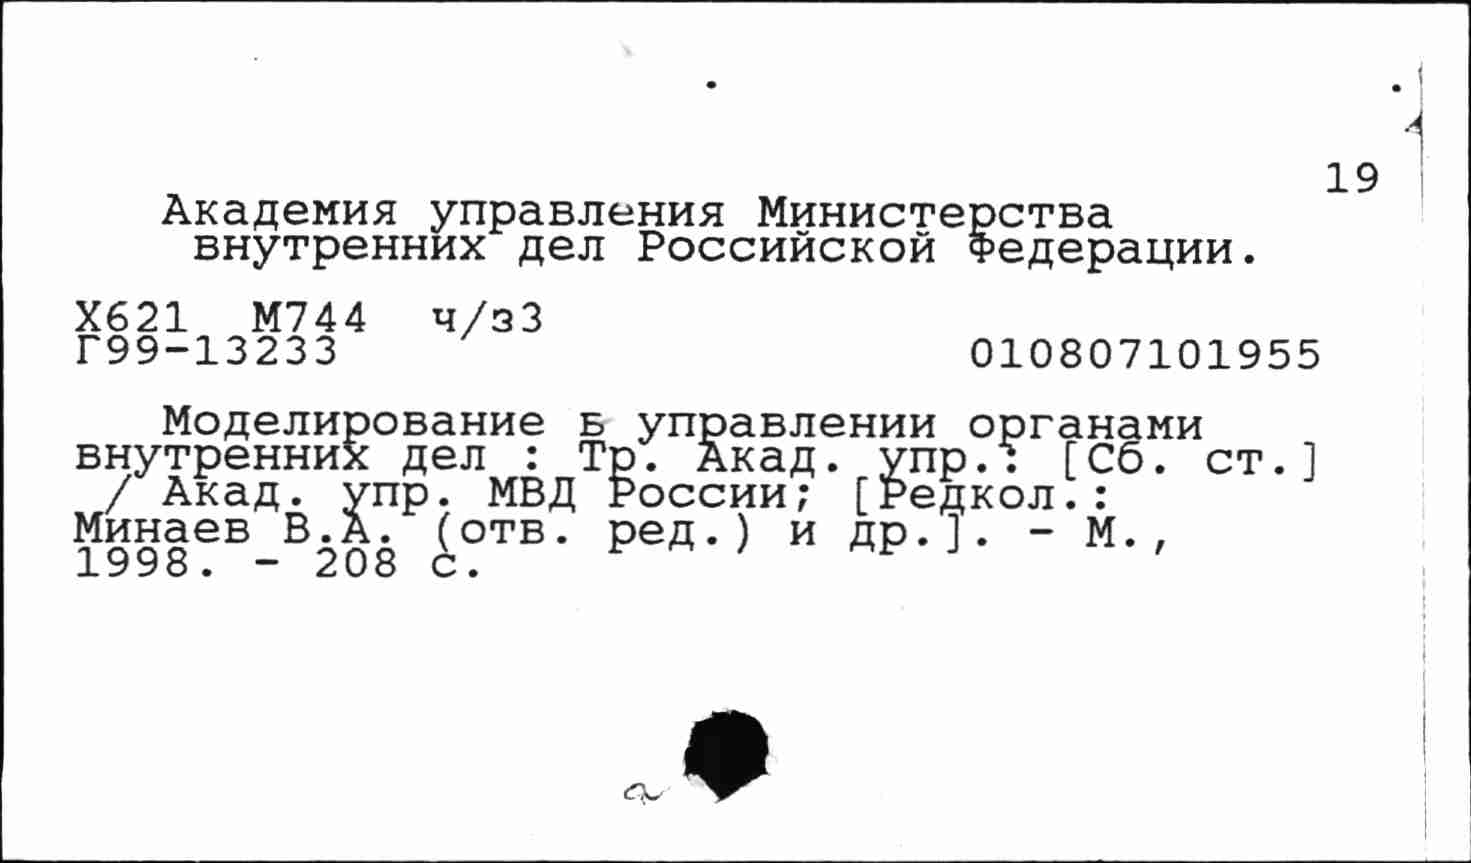 19
Академия управления Министерства
внутренних дел Российской Федерации.
Х621 М744 ч/з3
Г99-13233 010807101955
Моделирование в управлении органами
внутренних дел : Тр. Акад. упр.: [Сб. ст.]
/ Акад. упр. МВД России; [Редкол.:
Минаев В.А. (отв. ред.) и др.]. - М.,
1998. - 208 с.